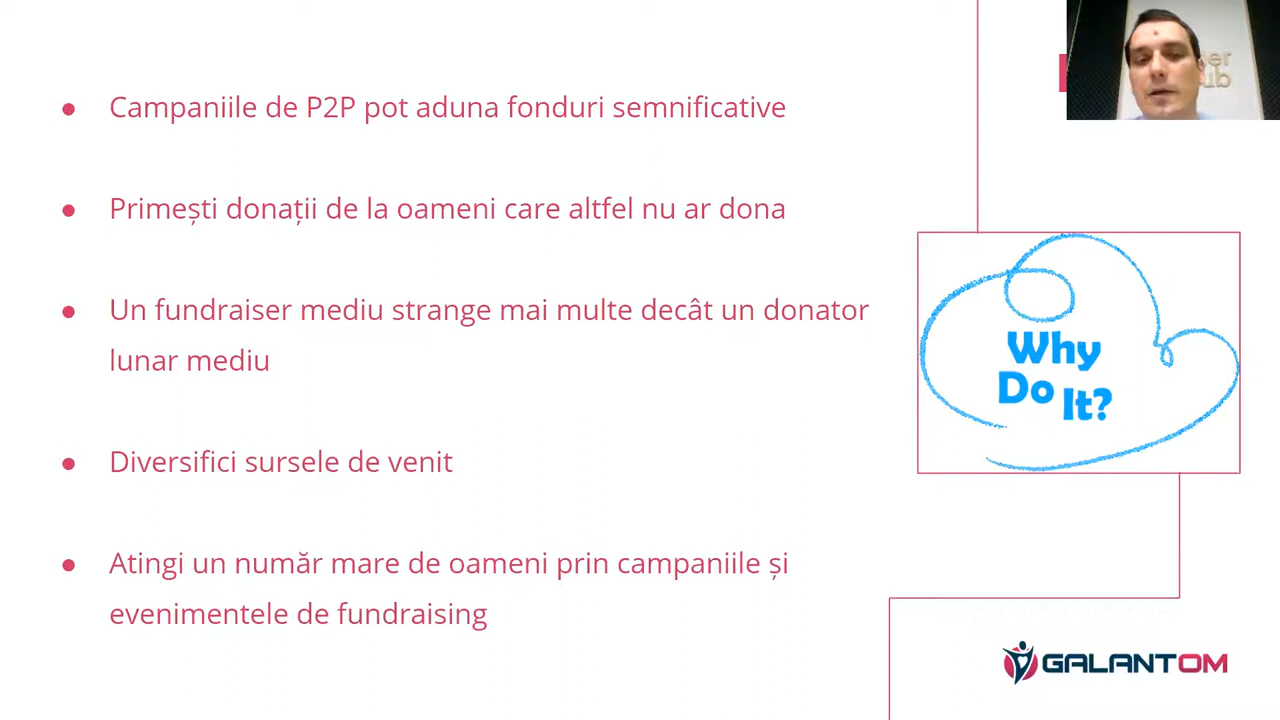 Campaniile de P2P pot aduna fonduri semnificative
Primești donații de la oameni care altfel nu ar dona
Un fundraiser mediu strange mai multe decât un donator
lunar mediu
Diversifici sursele de venit
Atingi un număr mare de oameni prin campaniile și
evenimentele de fundraising
Why
Do It?
GALANTOM